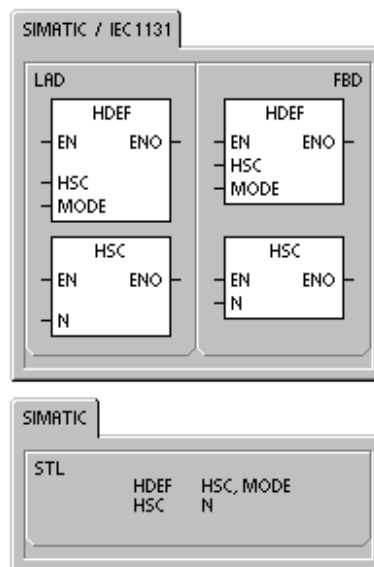 SIMATIC / IEC 1131
LAD
HDEF
EN ENO
HSC
MODE
HSC
EN ENO
N
FBD
HDEF
EN ENO
HSC
MODE
HSC
EN ENO
N
SIMATIC
STL
HDEF HSC, MODE
HSC N